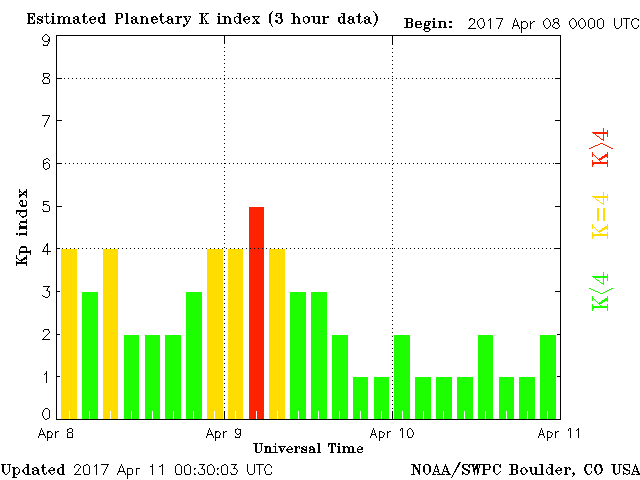 Estimated Planetary K index (3 hour data) Begin: 2017 Apr 08 0000 UTC
9
8
7
6
5
4
3
2
1
0
Kp index
K>4
K=4
K<4
Apr 8 Apr 9 Apr 10 Apr 11
Universal Time
Updated 2017 Apr 11 00:30:03 UTC NOAA/SWPC Boulder, CO USA